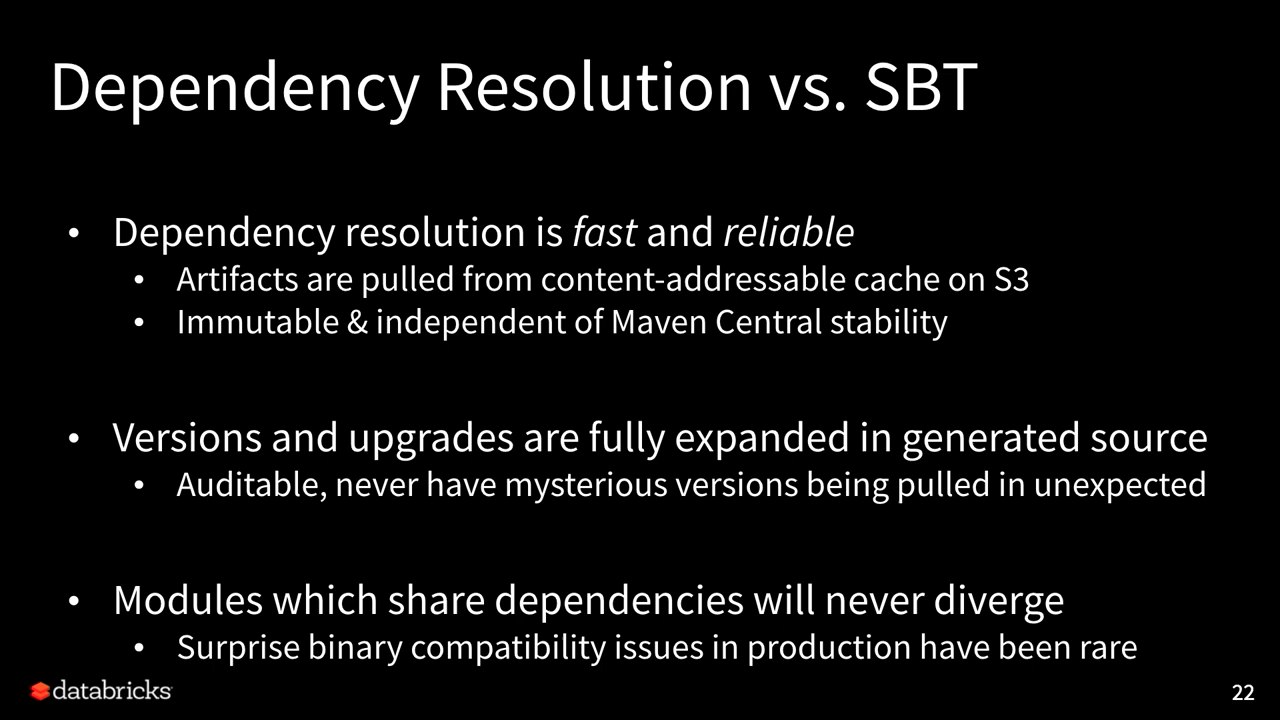 Dependency Resolution vs. SBT
• Dependency resolution is fast and reliable
• Artifacts are pulled from content-addressable cache on S3
• Immutable & independent of Maven Central stability
• Versions and upgrades are fully expanded in generated source
• Auditable, never have mysterious versions being pulled in unexpected
• Modules which share dependencies will never diverge
• Surprise binary compatibility issues in production have been rare
databricks
22